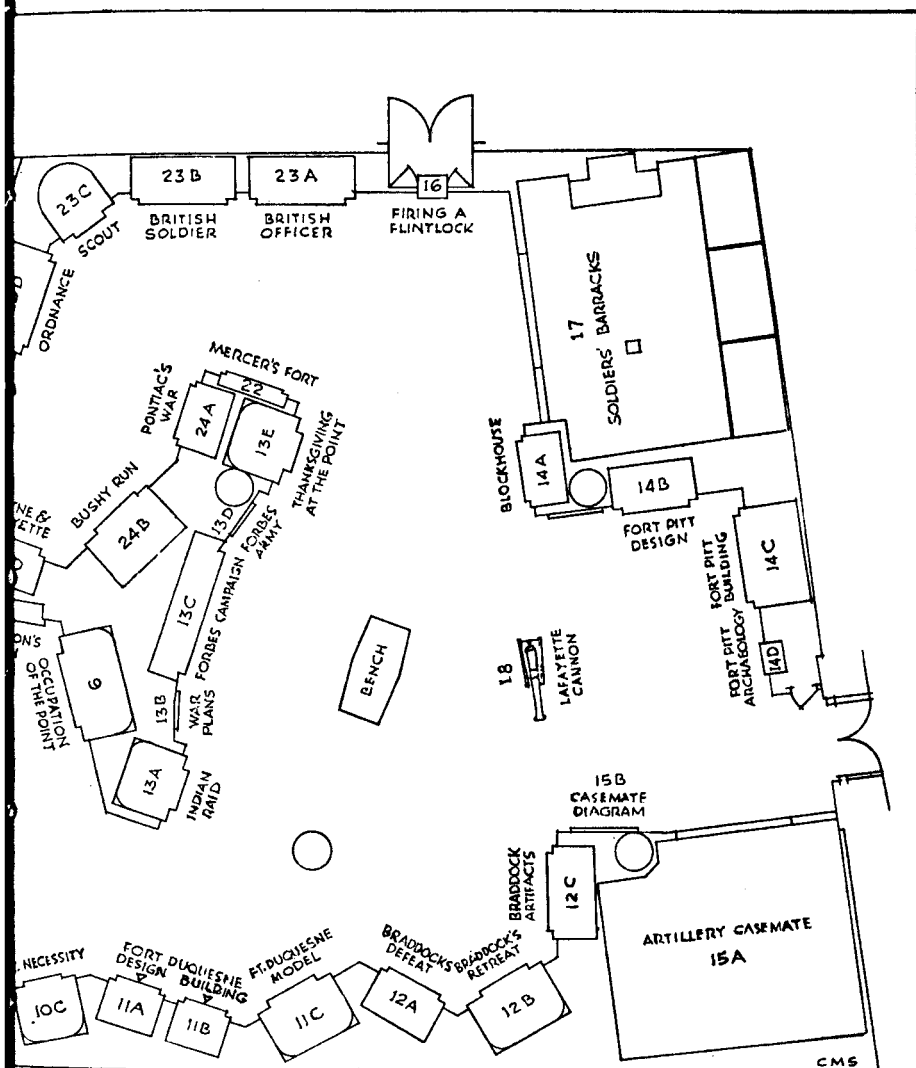 23C
SCOUT
23B
BRITISH
SOLDIER
23A
BRITISH
OFFICER
16
FIRING A
FLINTLOCK
ORDNANCE
17
SOLDIERS' BARRACKS
MERCER'S FORT
22
PONTIAC'S
WAR
24A
13E
THANKSGIVING
AT THE POINT
BLOCKHOUSE
14A
14B
FORT PITT
DESIGN
BUSHY RUN
24B
13D
FORBES
ARMY
14C
FORT PITT
BUILDING
13C
FORBES CAMPAIGN
6
OCCUPATION
OF THE POINT
13B
WAR
PLANS
BENCH
18
LAFAYETTE
CANNON
FORT PITT
ARCHAEOLOGY
14D
13A
INDIAN
RAID
15B
CASEMATE
DIAGRAM
BRADDOCK
ARTIFACTS
12C
ARTILLERY CASEMATE
15A
NECESSITY
10C
FORT DUQUESNE
DESIGN BUILDING
11A
11B
FT. DUQUESNE
MODEL
11C
BRADDOCKS
DEFEAT
12A
BRADDOCK'S
RETREAT
12B
CMS